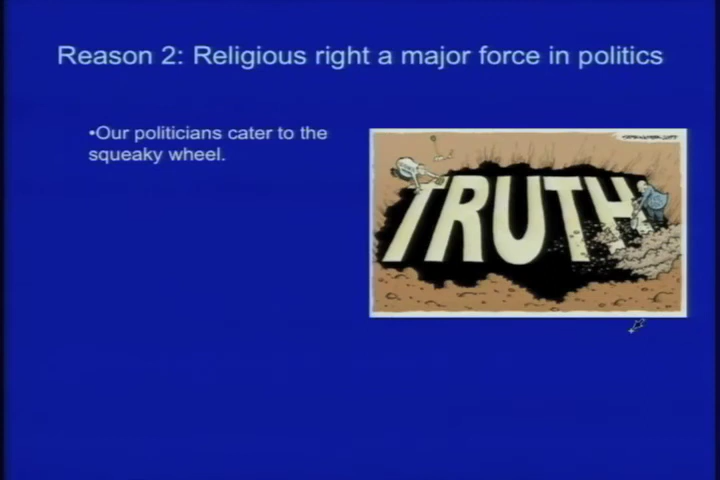 Reason 2: Religious right a major force in politics
•Our politicians cater to the
squeaky wheel.
TRUTH